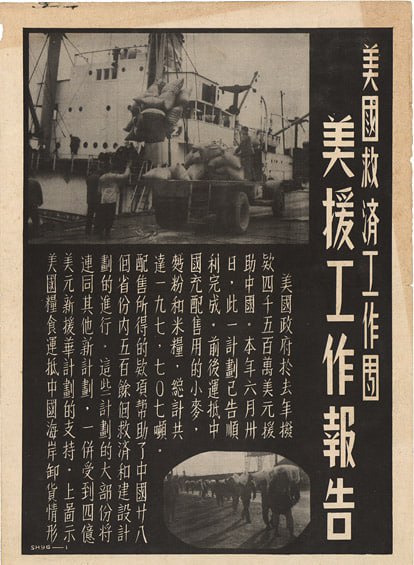 美國救済工作団
美援工作報告
美國政府於去年撥
欵四千五百萬美元援
助中國.本年六月卅
日,此一計劃已告順
利完成.前後運抵中
國充配售用的小麥,
麵粉和米糧,總計共
達一九七.七〇七噸.
配售所得的欵項幫助了中國廿八
個省份内五百餘個救済和建設計
劃的進行.這些計劃的大部份將
連同其他新計劃,一併受到四億
美元新援華計劃的支持.上圖示
美國糧食運抵中國海岸卸貨情形
SHUG—1